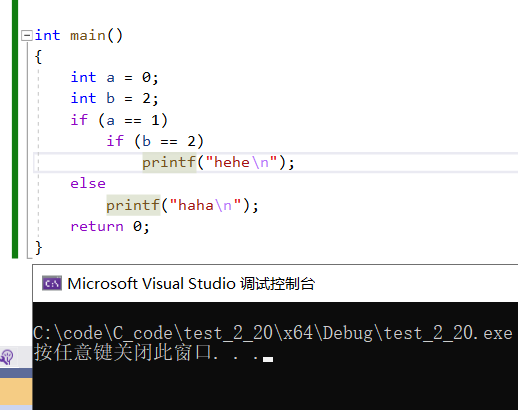 int main()
{
    int a = 0;
    int b = 2;
    if (a == 1)
        if (b == 2)
            printf("hehe\n");
    else
        printf("haha\n");
    return 0;
}
Microsoft Visual Studio 调试控制台
C:\code\C_code\test_2_20\x64\Debug\test_2_20.exe
按任意键关闭此窗口. . .